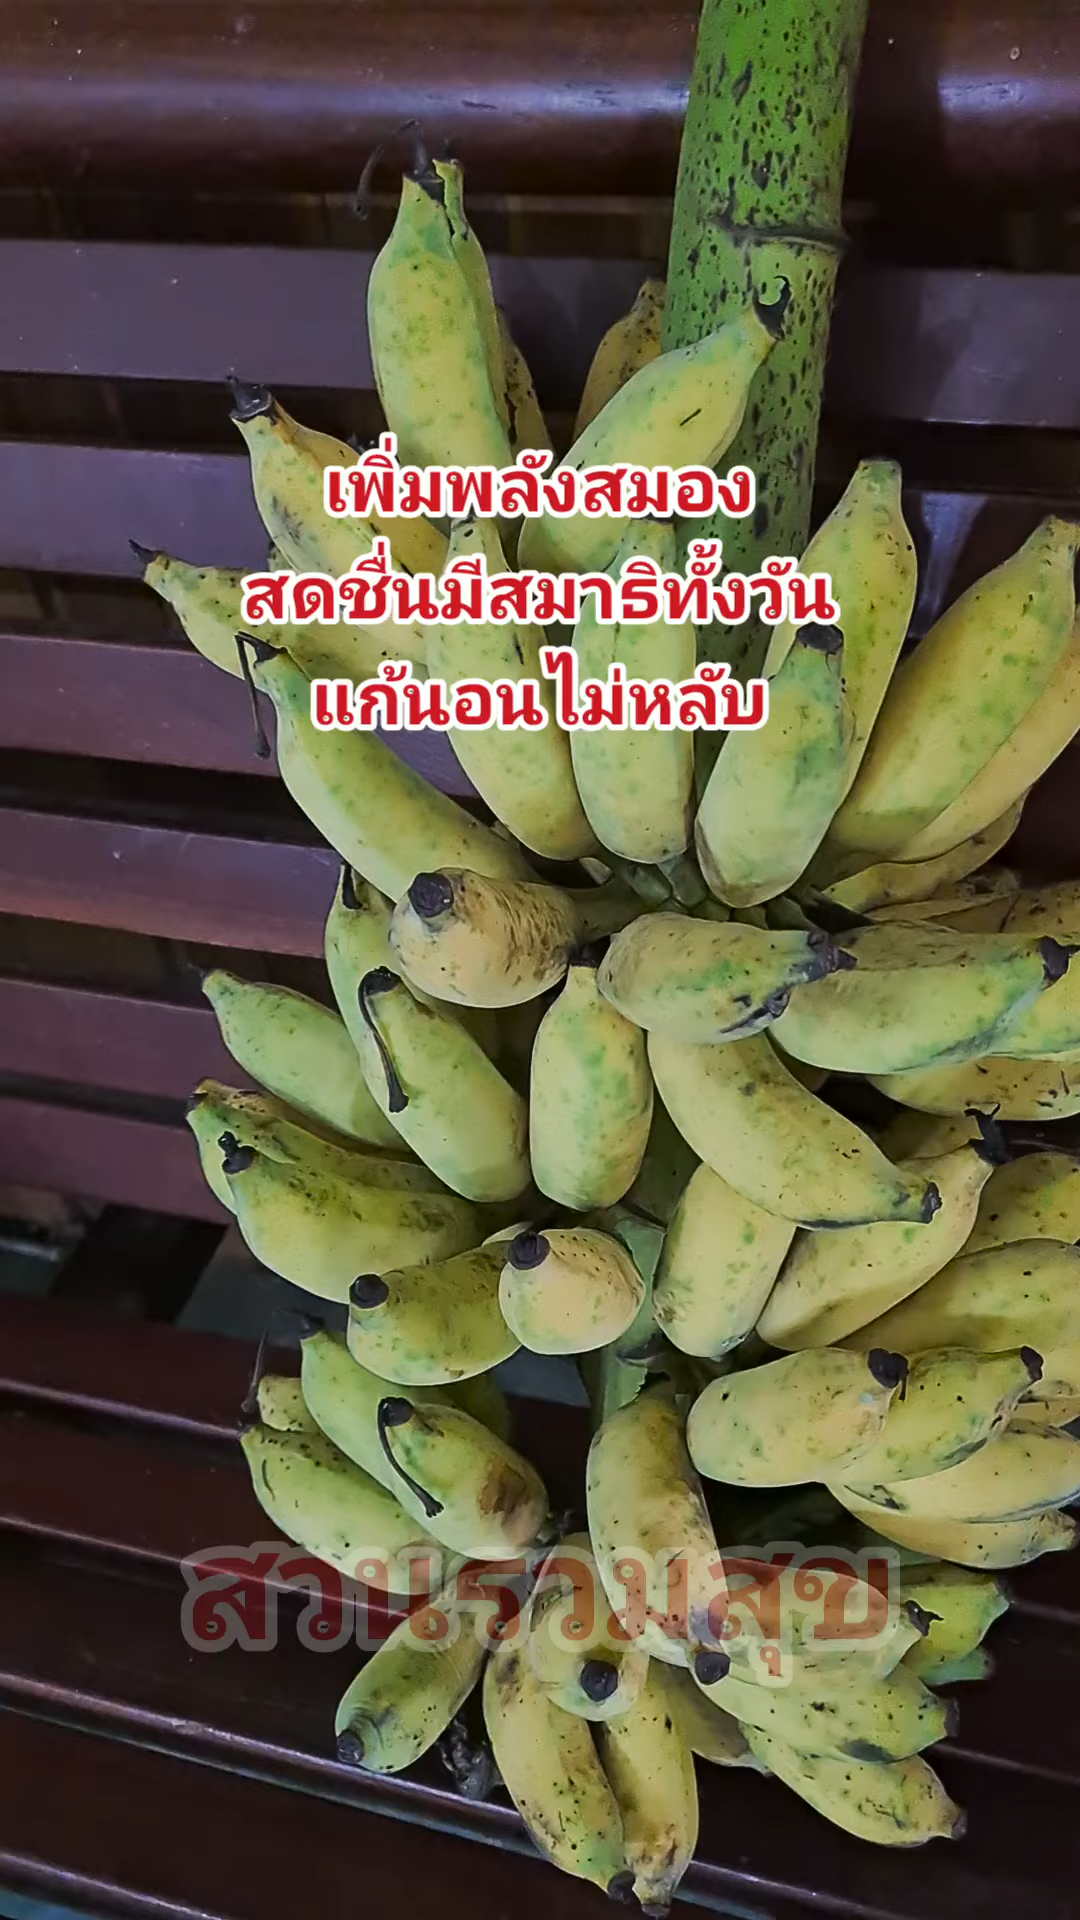 เพิ่มพลังสมอง
สดชื่นมีสมาธิทั้งวัน
แก้นอนไม่หลับ
สวนรวมสุข